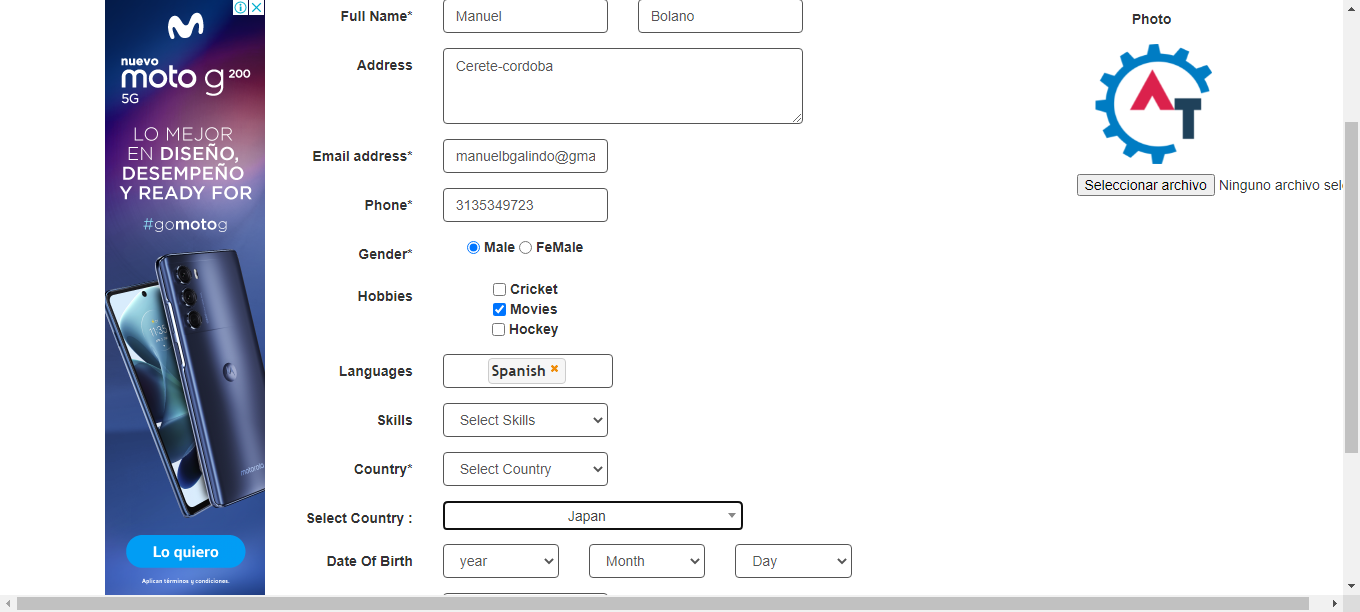 nuevo
moto g 200
5G
LO MEJOR
EN DISEÑO,
DESEMPEÑO
Y READY FOR
#gomotog
motorola
Lo quiero
Aplican términos y condiciones.
Full Name* Manuel Bolano
Address Cerete-cordoba
Email address* manuelbgalindo@gma
Phone* 3135349723
Gender* Male FeMale
Hobbies Cricket
Movies
Hockey
Languages Spanish
Skills Select Skills
Country* Select Country
Select Country : Japan
Date Of Birth year Month Day
Photo
AT
Seleccionar archivo Ninguno archivo sel